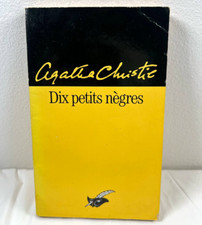 Agatha Christie
Dix petits nègres